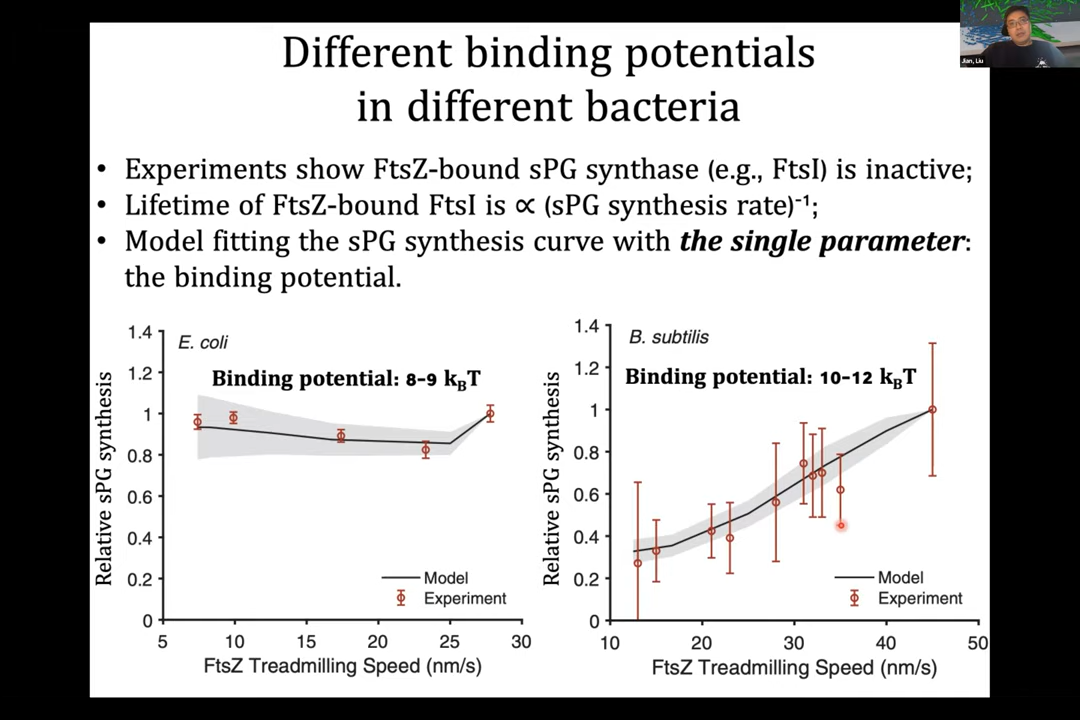 Different binding potentials
in different bacteria
• Experiments show FtsZ-bound sPG synthase (e.g., FtsI) is inactive;
• Lifetime of FtsZ-bound FtsI is ∝ (sPG synthesis rate)⁻¹;
• Model fitting the sPG synthesis curve with the single parameter:
the binding potential.
Jian, Liu
E. coli
Binding potential: 8-9 kBT
Relative sPG synthesis
1.4
1.2
1
0.8
0.6
0.4
0.2
0
5
10
15
20
25
30
Model
Experiment
FtsZ Treadmilling Speed (nm/s)
B. subtilis
Binding potential: 10-12 kBT
Relative sPG synthesis
1.4
1.2
1
0.8
0.6
0.4
0.2
0
10
20
30
40
50
Model
Experiment
FtsZ Treadmilling Speed (nm/s)